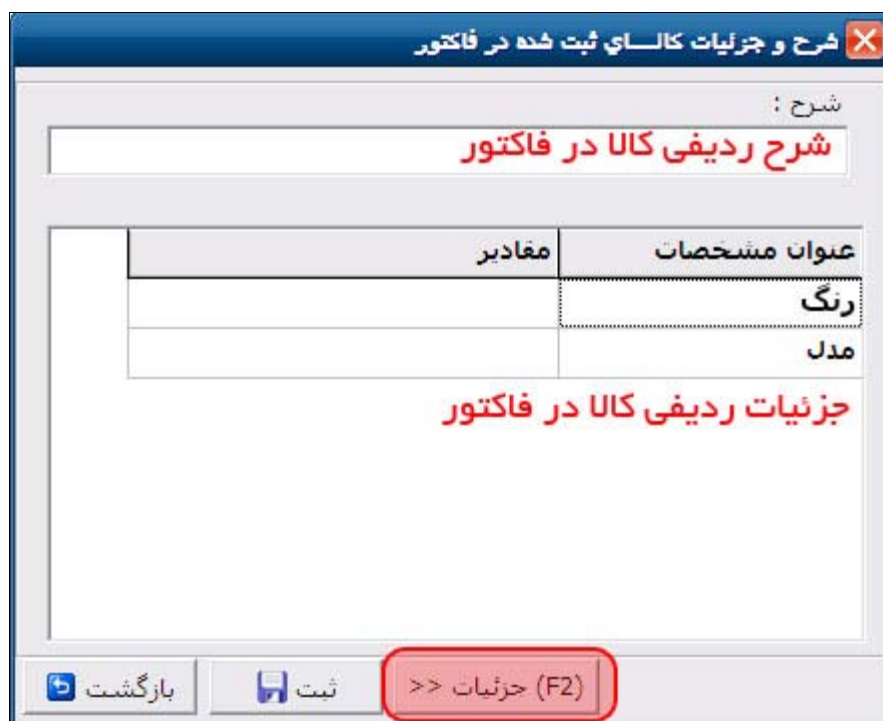 شرح و جزئيات کالـــاي ثبت شده در فاکتور
شرح :
شرح ردیفی کالا در فاکتور
عنوان مشخصات مقادیر
رنگ
مدل
جزئیات ردیفی کالا در فاکتور
(F2) جزئیات >> ثبت بازگشت